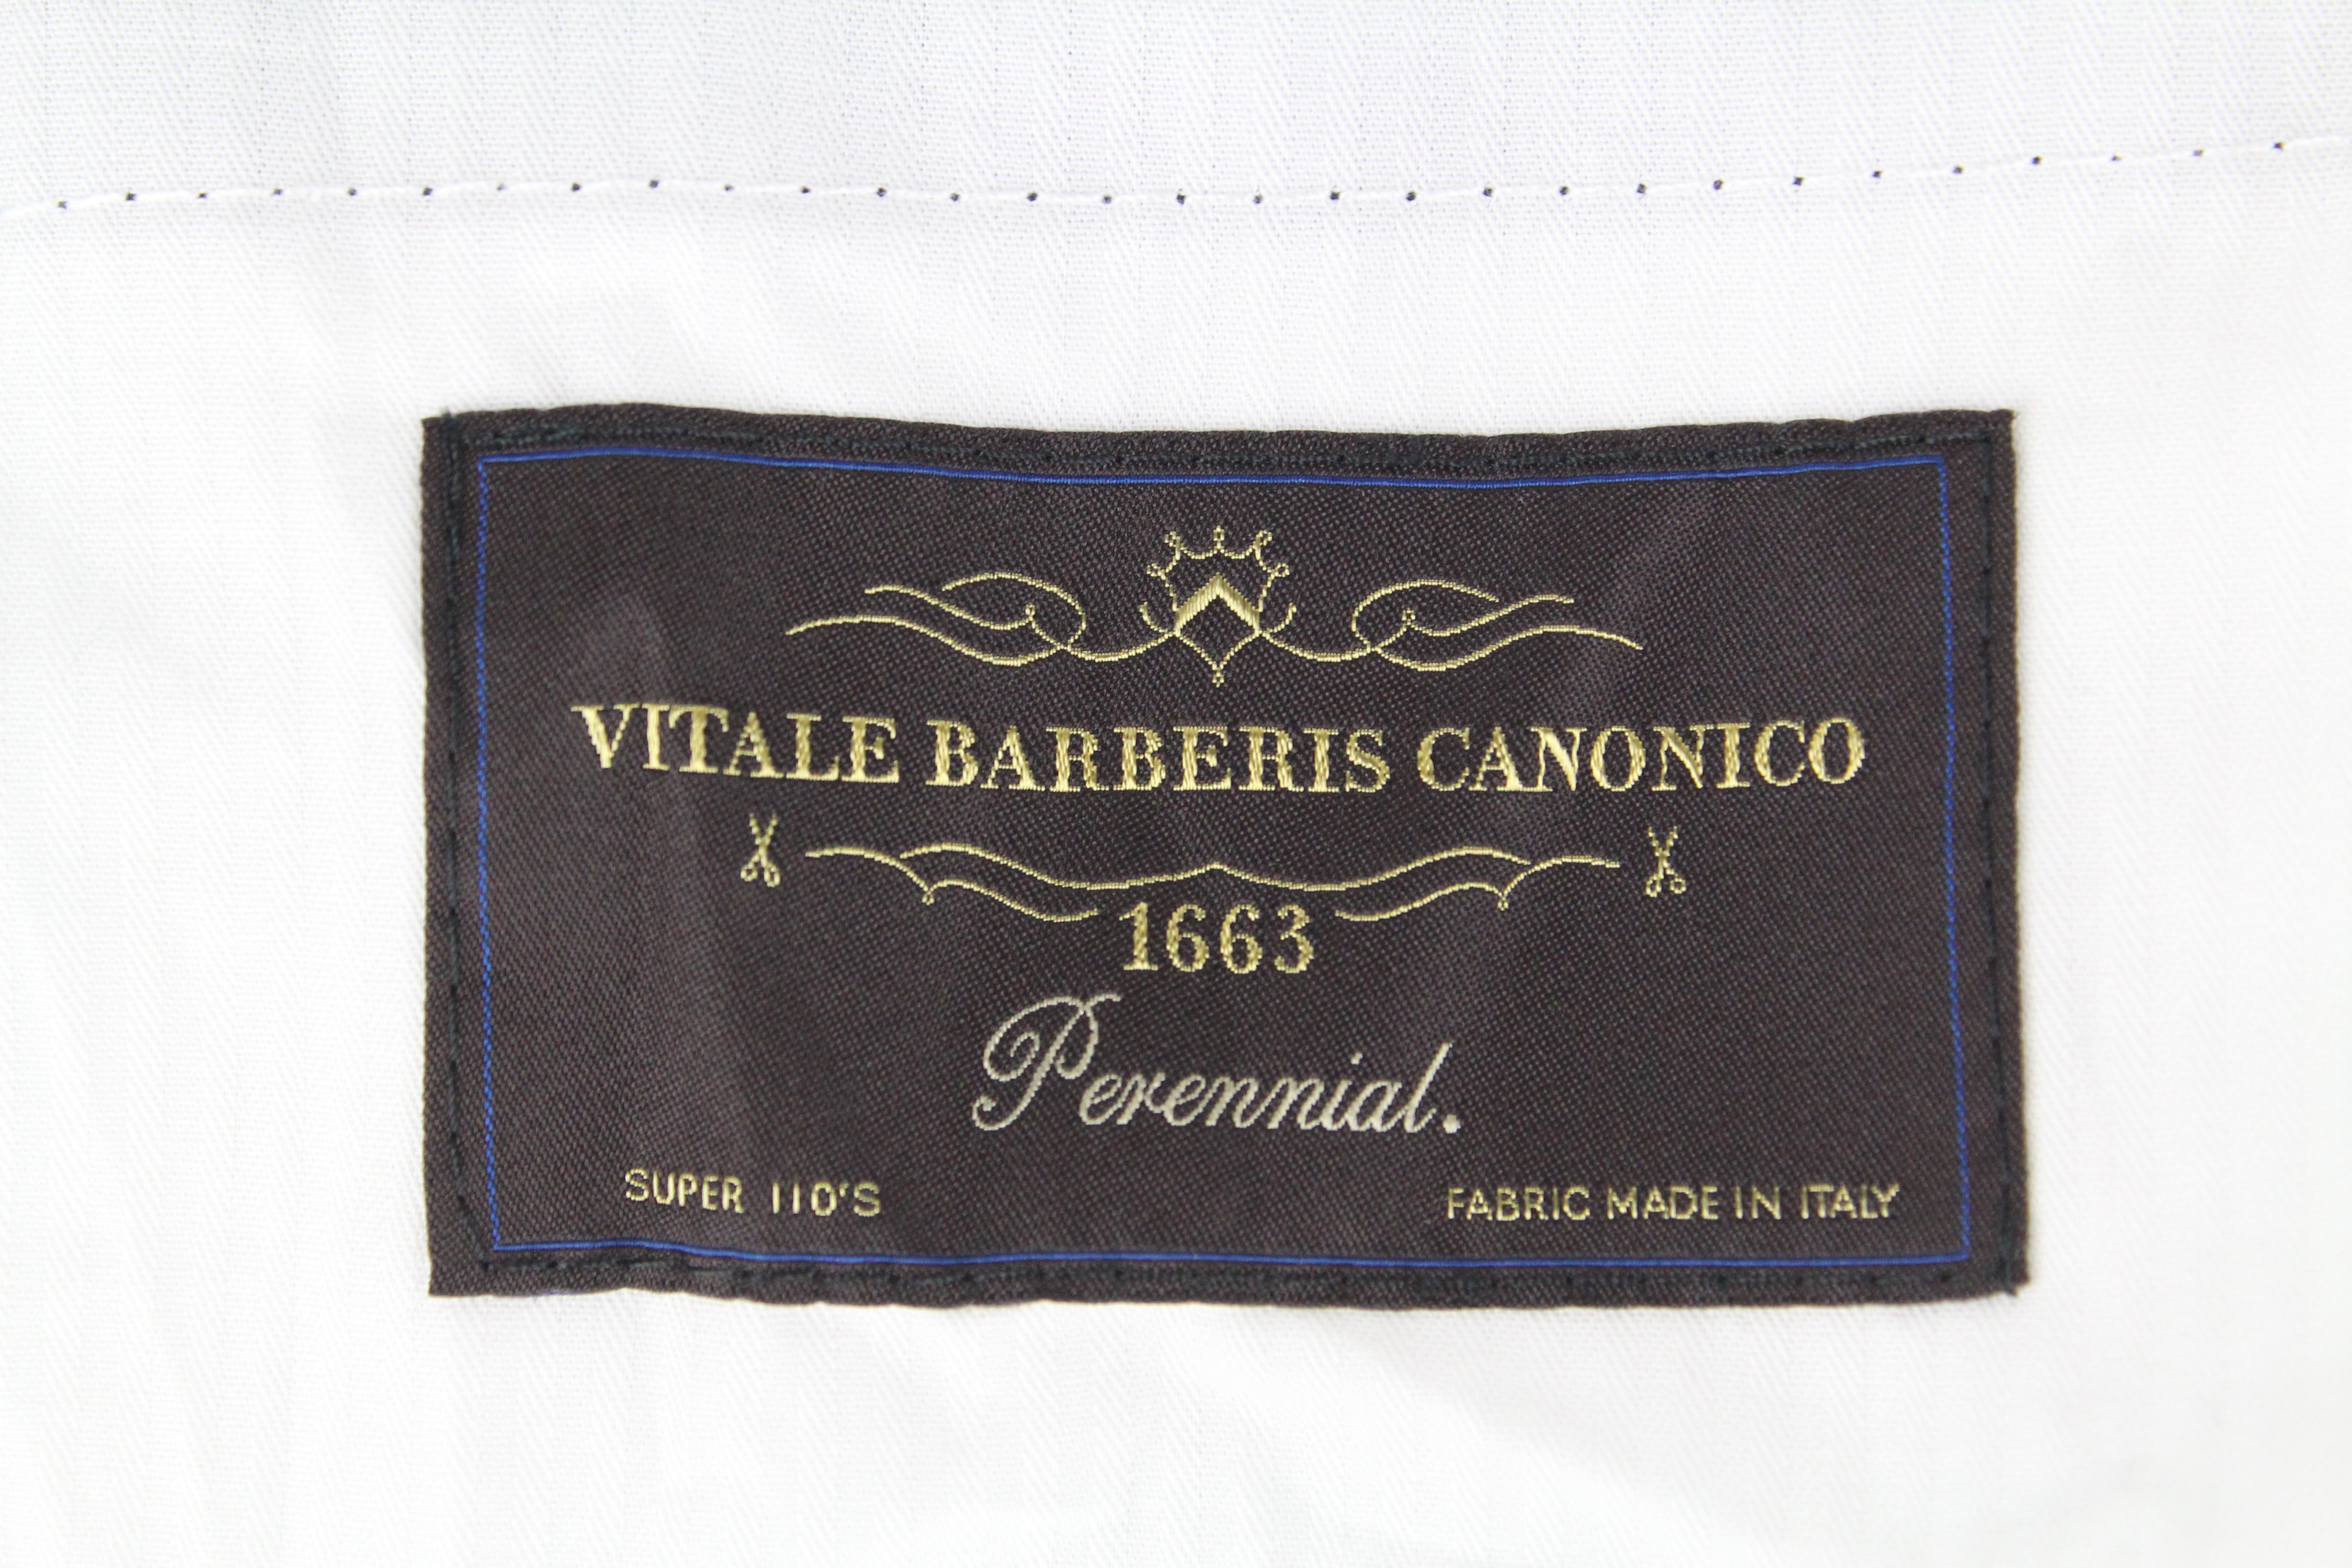 VITALE BARBERIS CANONICO
1663
Perennial.
SUPER 110'S
FABRIC MADE IN ITALY